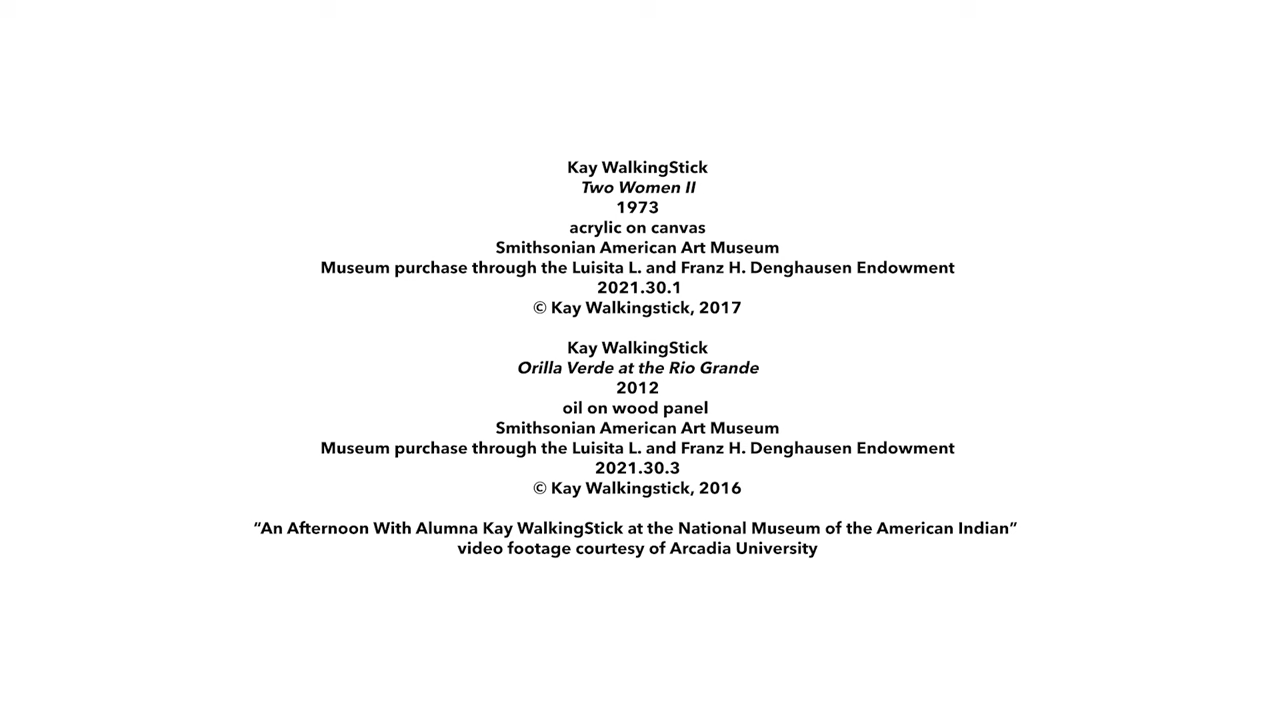 Kay WalkingStick
Two Women II
1973
acrylic on canvas
Smithsonian American Art Museum
Museum purchase through the Luisita L. and Franz H. Denghausen Endowment
2021.30.1
© Kay Walkingstick, 2017
Kay WalkingStick
Orilla Verde at the Rio Grande
2012
oil on wood panel
Smithsonian American Art Museum
Museum purchase through the Luisita L. and Franz H. Denghausen Endowment
2021.30.3
© Kay Walkingstick, 2016
“An Afternoon With Alumna Kay WalkingStick at the National Museum of the American Indian”
video footage courtesy of Arcadia University